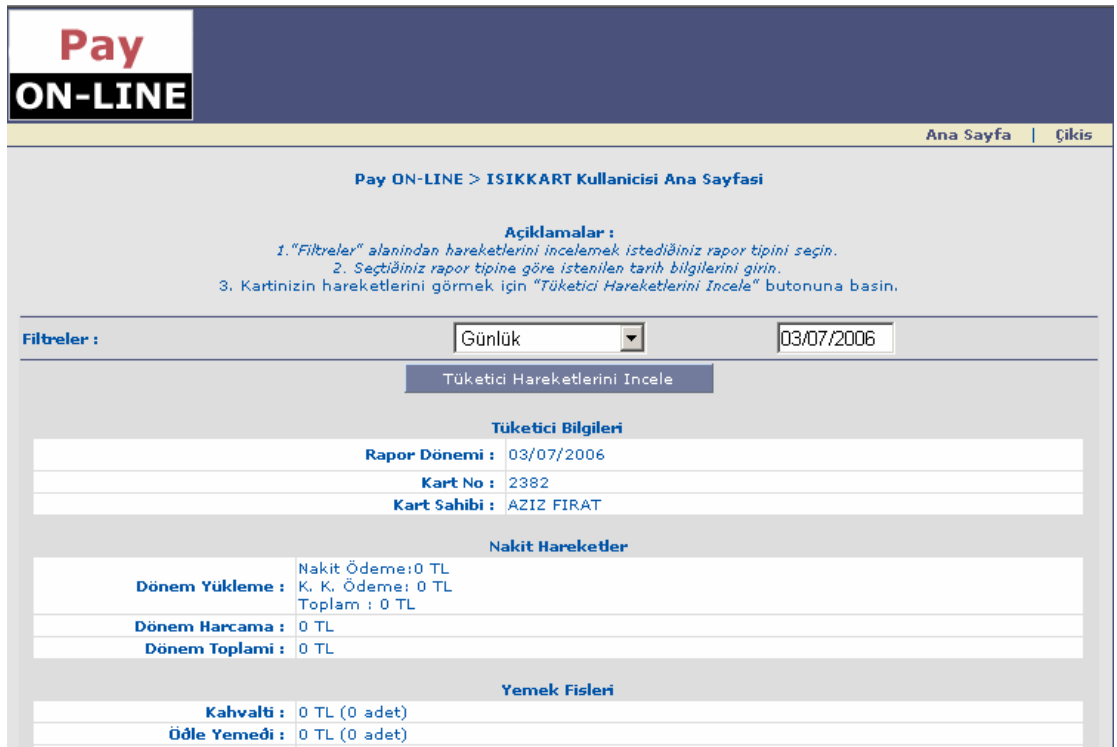 Pay
ON-LINE
Ana Sayfa | Çikis
Pay ON-LINE > ISIKKART Kullanicisi Ana Sayfasi
Açiklamalar :
1."Filtreler" alanindan hareketlerini incelemek istediðiniz rapor tipini seçin.
2. Seçtiðiniz rapor tipine göre istenilen tarih bilgilerini girin.
3. Kartinizin hareketlerini görmek için "Tüketici Hareketlerini Incele" butonuna basin.
Filtreler : Günlük 03/07/2006
Tüketici Hareketlerini Incele
Tüketici Bilgileri
Rapor Dönemi : 03/07/2006
Kart No : 2382
Kart Sahibi : AZIZ FIRAT
Nakit Hareketler
Nakit Ödeme:0 TL
Dönem Yükleme : K. K. Ödeme: 0 TL
Toplam : 0 TL
Dönem Harcama : 0 TL
Dönem Toplami : 0 TL
Yemek Fisleri
Kahvalti : 0 TL (0 adet)
Öðle Yemeði : 0 TL (0 adet)